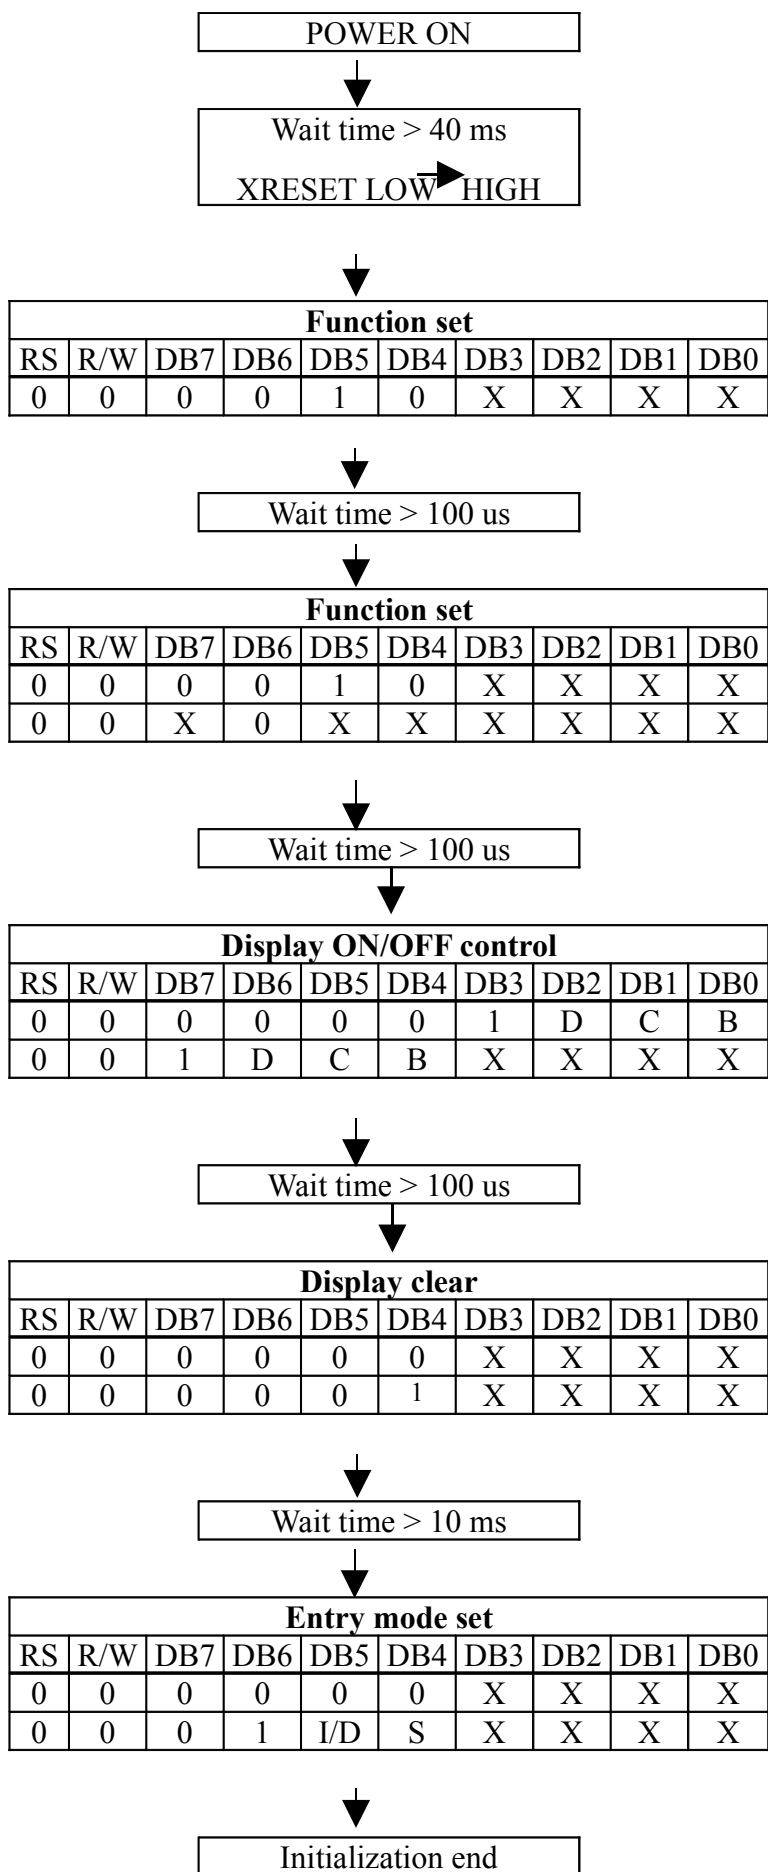 POWER ON
Wait time > 40 ms
XRESET LOW HIGH
Function set
RS R/W DB7 DB6 DB5 DB4 DB3 DB2 DB1 DB0
0 0 0 0 1 0 X X X X
Wait time > 100 us
Function set
RS R/W DB7 DB6 DB5 DB4 DB3 DB2 DB1 DB0
0 0 0 0 1 0 X X X X
0 0 X 0 X X X X X X
Wait time > 100 us
Display ON/OFF control
RS R/W DB7 DB6 DB5 DB4 DB3 DB2 DB1 DB0
0 0 0 0 0 0 1 D C B
0 0 1 D C B X X X X
Wait time > 100 us
Display clear
RS R/W DB7 DB6 DB5 DB4 DB3 DB2 DB1 DB0
0 0 0 0 0 0 X X X X
0 0 0 0 0 1 X X X X
Wait time > 10 ms
Entry mode set
RS R/W DB7 DB6 DB5 DB4 DB3 DB2 DB1 DB0
0 0 0 0 0 0 X X X X
0 0 0 1 I/D S X X X X
Initialization end